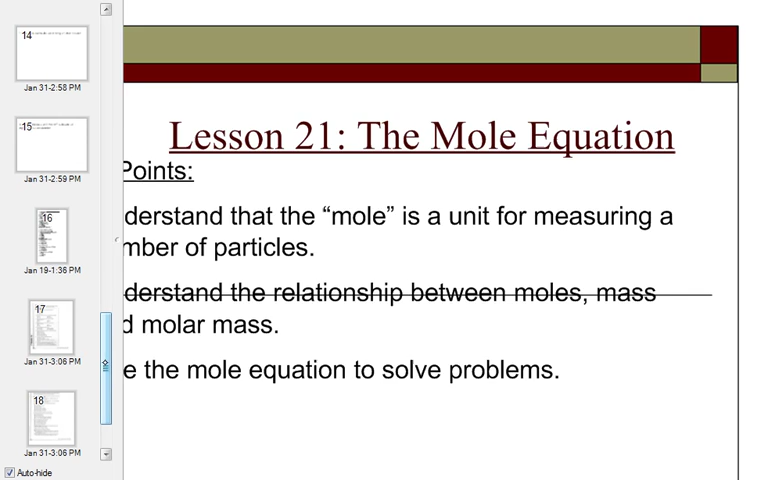 14
Jan 31-2:58 PM
15
Jan 31-2:59 PM
16
Jan 19-1:36 PM
17
Jan 31-3:06 PM
18
Jan 31-3:06 PM
Auto-hide
Lesson 21: The Mole Equation
Points:
derstand that the “mole” is a unit for measuring a
mber of particles.
derstand the relationship between moles, mass
d molar mass.
e the mole equation to solve problems.